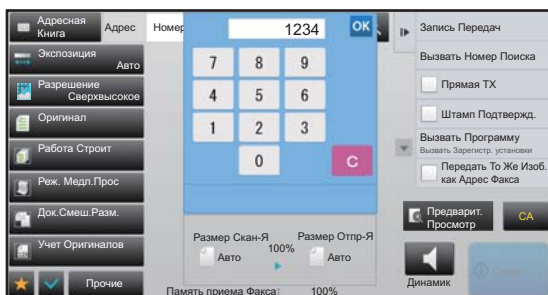 Адресная
Книга
Адрес
Номер
1234
OK
Экспозиция
Авто
Разрешение
Сверхвысокое
Оригинал
Работа Строит
Реж. Медл.Прос
Док.Смеш.Разм.
Учет Оригиналов
Прочие
7 8 9
4 5 6
1 2 3
0 C
Размер Скан-Я
Авто
100%
Размер Отпр-Я
Авто
Память приема Факса: 100%
Запись Передач
Вызвать Номер Поиска
Прямая TX
Штамп Подтвержд.
Вызвать Программу
Вызвать Зарегистр. установки
Передать То Же Изоб.
как Адрес Факса
Предварит.
Просмотр
CA
Динамик
Старт